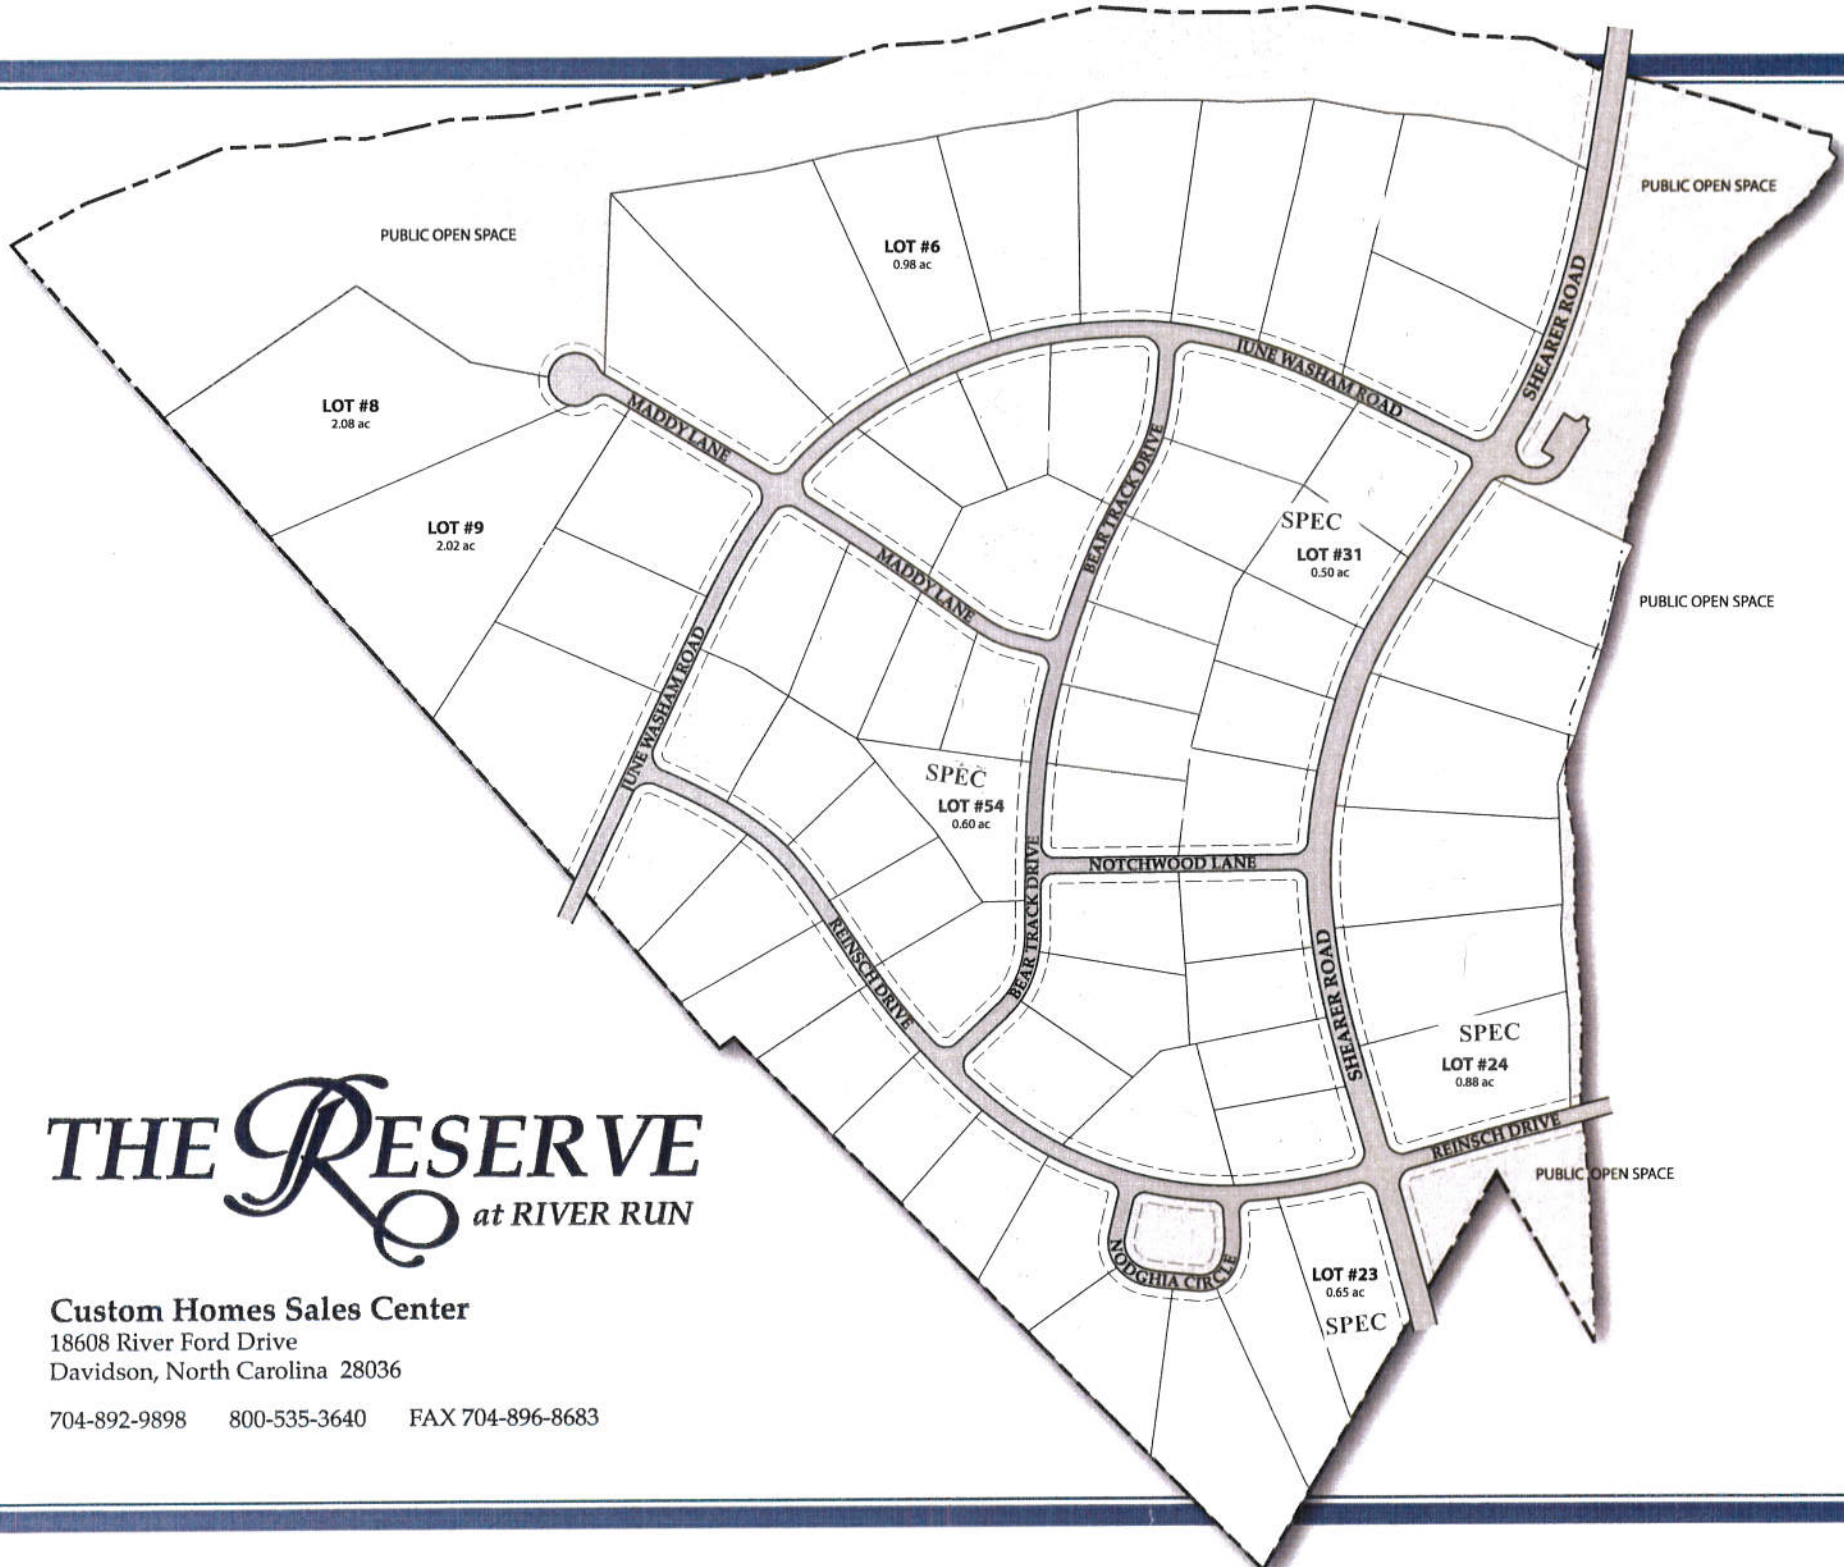 PUBLIC OPEN SPACE
PUBLIC OPEN SPACE
LOT #6
0.98 ac
SHEARER ROAD
JUNE WASHAM ROAD
LOT #8
2.08 ac
MADDY LANE
BEAR TRACK DRIVE
LOT #9
2.02 ac
SPEC
LOT #31
0.50 ac
MADDY LANE
PUBLIC OPEN SPACE
JUNE WASHAM ROAD
SPEC
LOT #54
0.60 ac
NOTCHWOOD LANE
BEAR TRACK DRIVE
REINSCH DRIVE
SHEARER ROAD
SPEC
LOT #24
0.88 ac
REINSCH DRIVE
PUBLIC OPEN SPACE
NODGHIA CIRCLE
LOT #23
0.65 ac
SPEC
THE RESERVE
at RIVER RUN
Custom Homes Sales Center
18608 River Ford Drive
Davidson, North Carolina 28036
704-892-9898 800-535-3640 FAX 704-896-8683